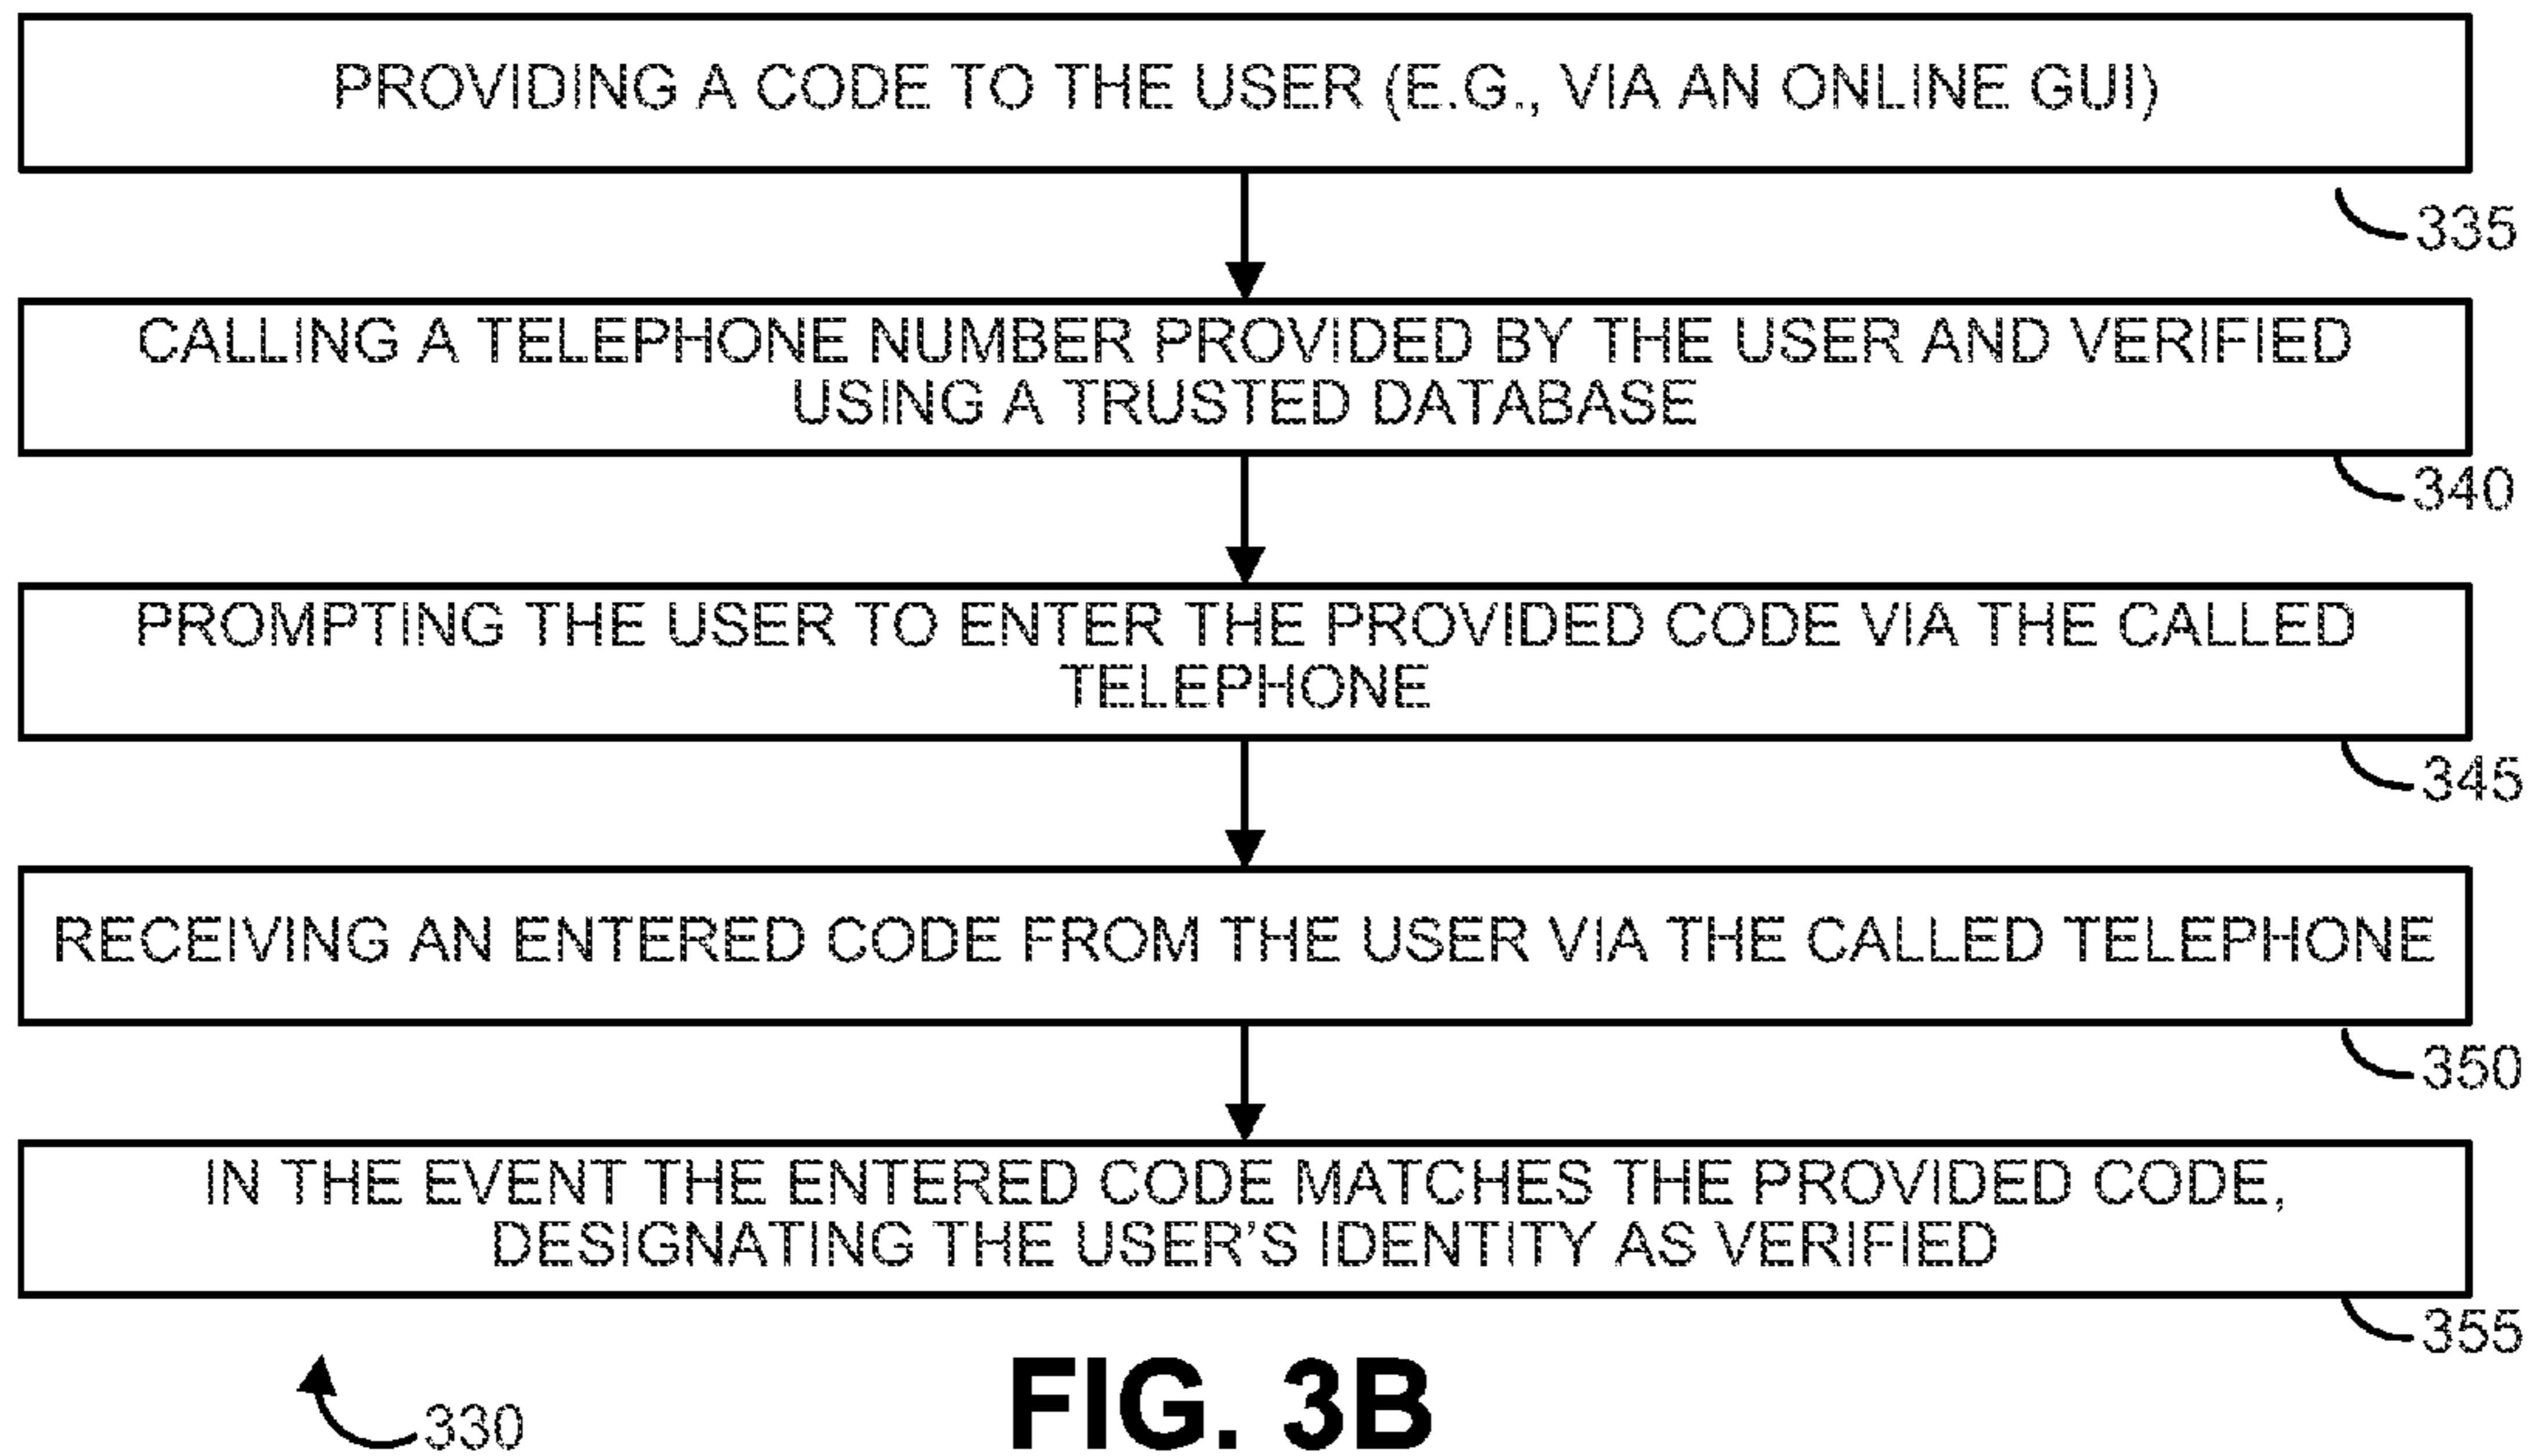 PROVIDING A CODE TO THE USER (E.G., VIA AN ONLINE GUI)
335
CALLING A TELEPHONE NUMBER PROVIDED BY THE USER AND VERIFIED
USING A TRUSTED DATABASE
340
PROMPTING THE USER TO ENTER THE PROVIDED CODE VIA THE CALLED
TELEPHONE
345
RECEIVING AN ENTERED CODE FROM THE USER VIA THE CALLED TELEPHONE
350
IN THE EVENT THE ENTERED CODE MATCHES THE PROVIDED CODE,
DESIGNATING THE USER'S IDENTITY AS VERIFIED
355
330
FIG. 3B